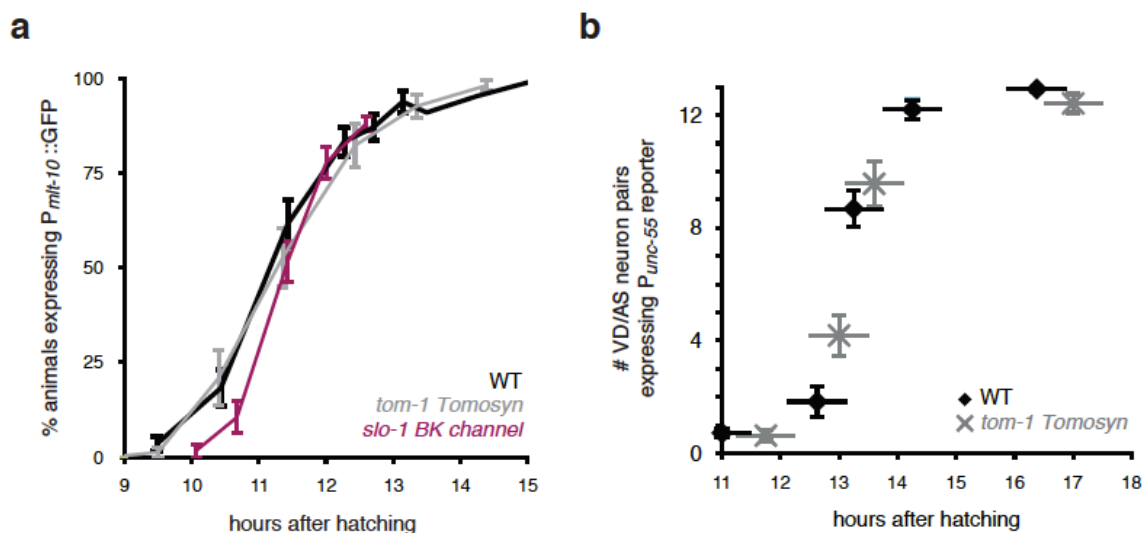 a
b
% animals expressing Pmlt-10 ::GFP
100
75
50
25
0
9 10 11 12 13 14 15
hours after hatching
WT
tom-1 Tomosyn
slo-1 BK channel
# VD/AS neuron pairs
expressing Punc-55 reporter
12
8
4
0
11 12 13 14 15 16 17 18
hours after hatching
WT
tom-1 Tomosyn